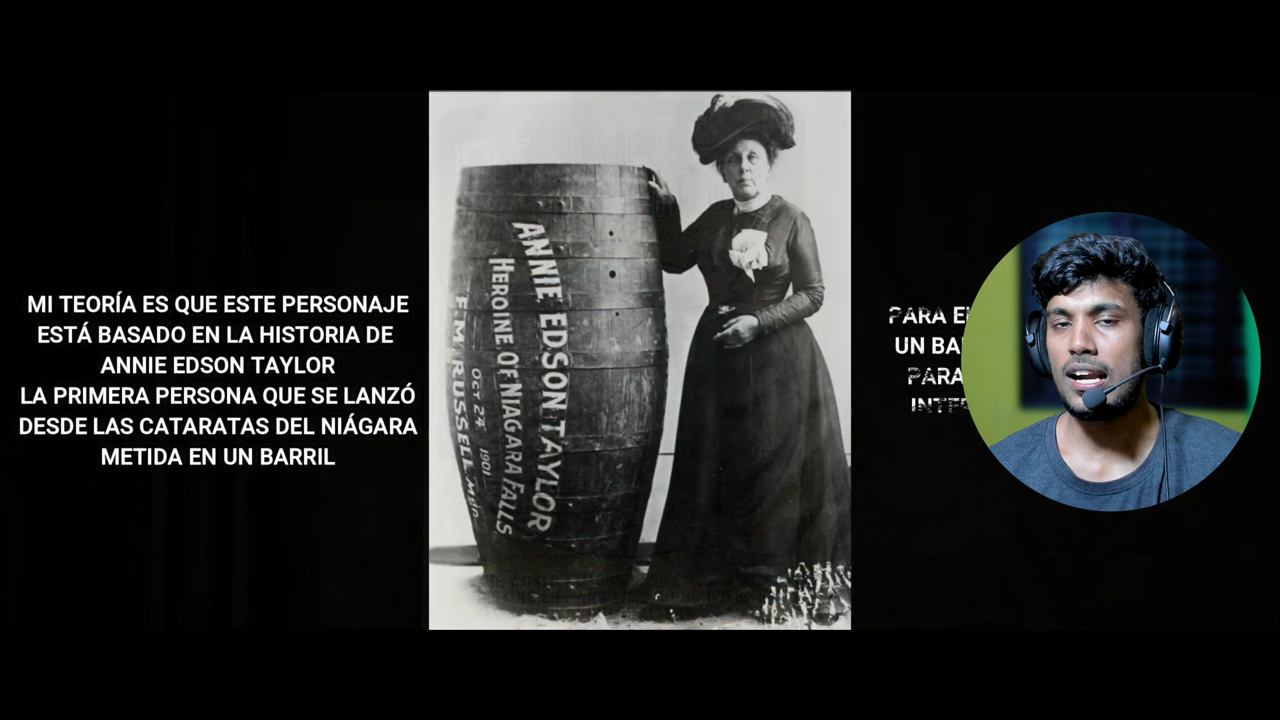 MI TEORÍA ES QUE ESTE PERSONAJE
ESTÁ BASADO EN LA HISTORIA DE
ANNIE EDSON TAYLOR
LA PRIMERA PERSONA QUE SE LANZÓ
DESDE LAS CATARATAS DEL NIÁGARA
METIDA EN UN BARRIL
ANNIE EDSON TAYLOR
HEROINE OF NIAGARA FALLS
OCT 24 1901
F.M. RUSSELL Mgr
PARA
UN
PARA